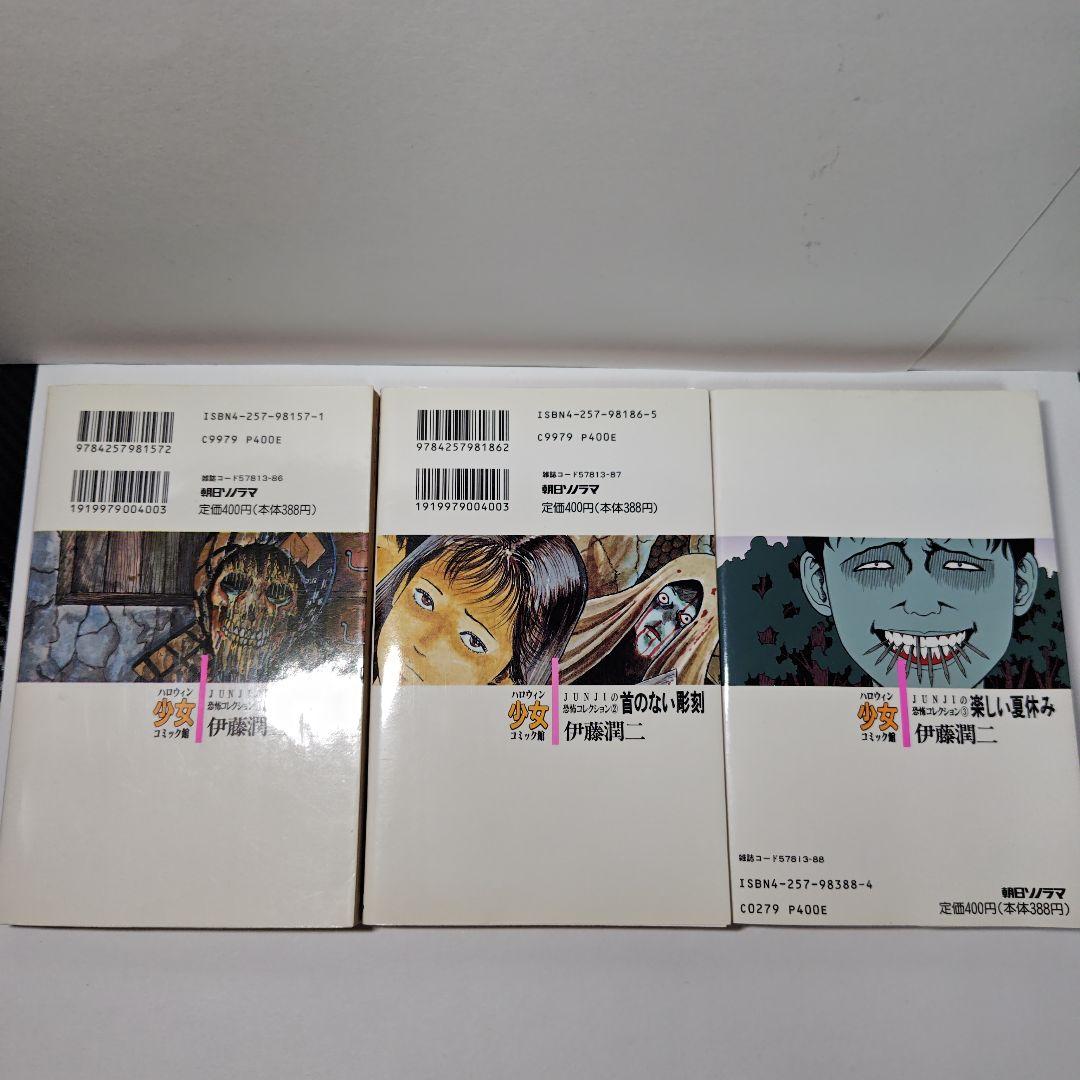 ISBN4-257-98157-1
C9979 P400E
9784257981572
雑誌コード57813-86
朝日ソノラマ
1919979004003
定価400円(本体388円)
ハロウィン
少女
コミック館
JUNJI
恐怖コレクション
伊藤潤二
ISBN4-257-98186-5
C9979 P400E
9784257981862
雑誌コード57813-87
朝日ソノラマ
1919979004003
定価400円(本体388円)
ハロウィン
少女
コミック館
JUNJIの
恐怖コレクション②
首のない彫刻
伊藤潤二
ハロウィン
少女
コミック館
JUNJIの
恐怖コレクション③
楽しい夏休み
伊藤潤二
雑誌コード57813-88
ISBN4-257-98388-4
C0279 P400E
朝日ソノラマ
定価400円(本体388円)